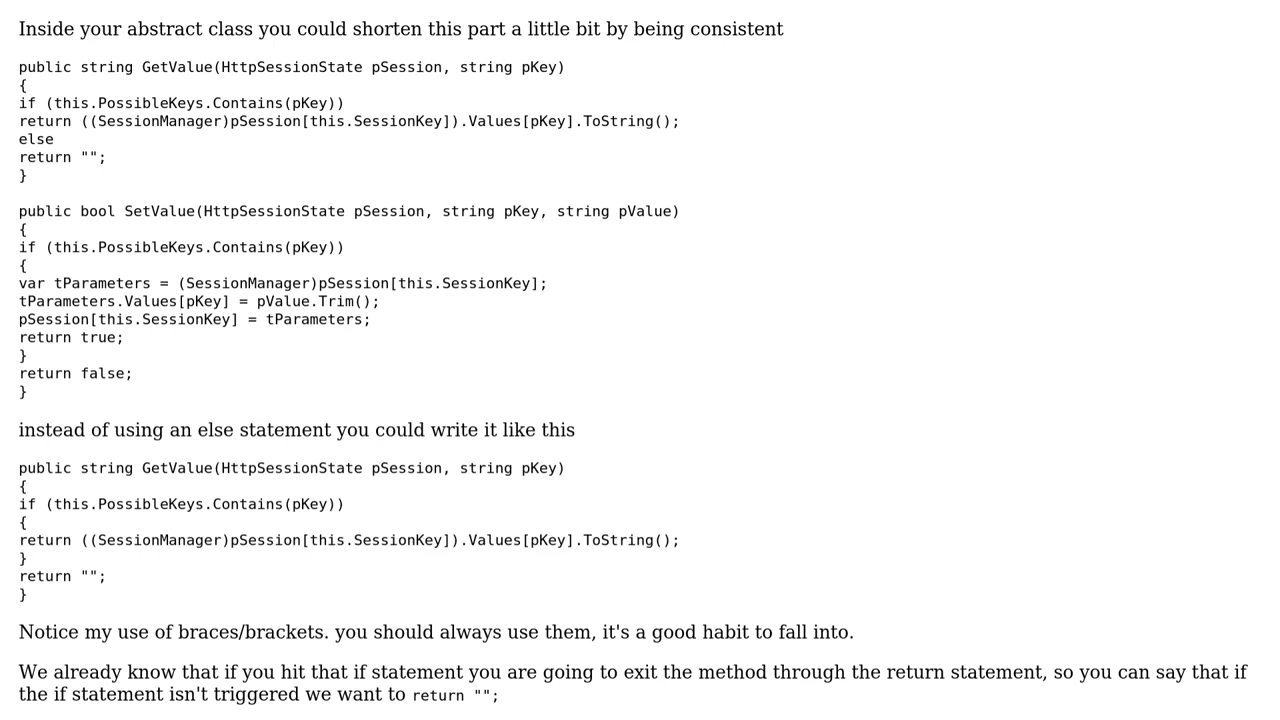 Inside your abstract class you could shorten this part a little bit by being consistent
public string GetValue(HttpSessionState pSession, string pKey)
{
if (this.PossibleKeys.Contains(pKey))
return ((SessionManager)pSession[this.SessionKey]).Values[pKey].ToString();
else
return "";
}
public bool SetValue(HttpSessionState pSession, string pKey, string pValue)
{
if (this.PossibleKeys.Contains(pKey))
{
var tParameters = (SessionManager)pSession[this.SessionKey];
tParameters.Values[pKey] = pValue.Trim();
pSession[this.SessionKey] = tParameters;
return true;
}
return false;
}
instead of using an else statement you could write it like this
public string GetValue(HttpSessionState pSession, string pKey)
{
if (this.PossibleKeys.Contains(pKey))
{
return ((SessionManager)pSession[this.SessionKey]).Values[pKey].ToString();
}
return "";
}
Notice my use of braces/brackets. you should always use them, it's a good habit to fall into.
We already know that if you hit that if statement you are going to exit the method through the return statement, so you can say that if
the if statement isn't triggered we want to return "";